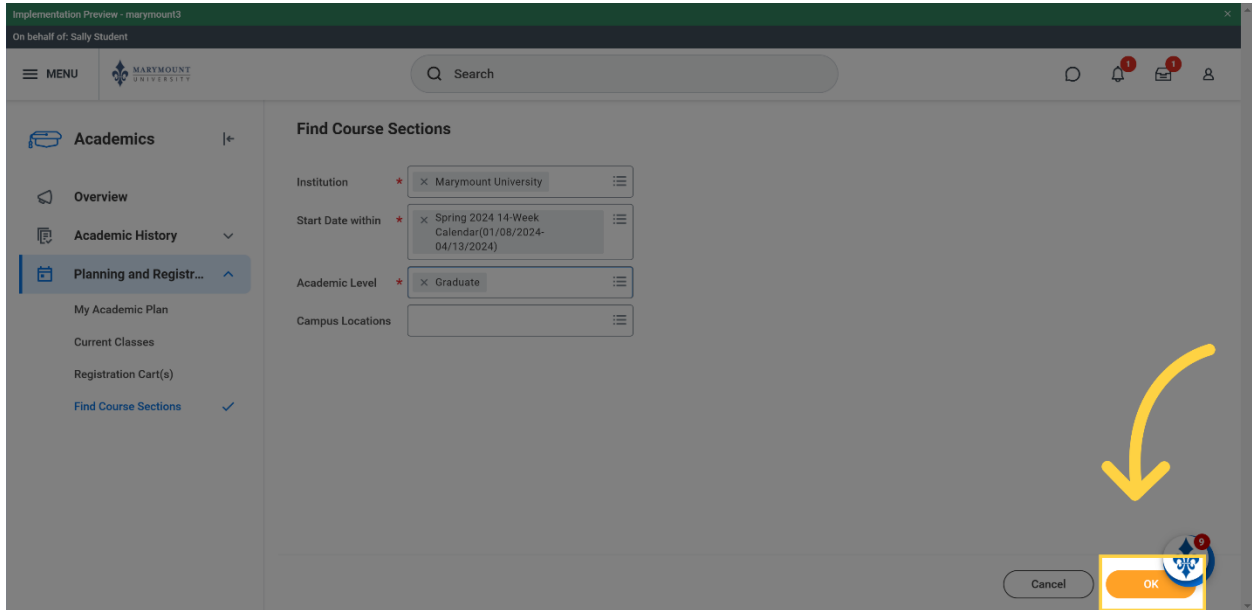 Implementation Preview - marymount3
On behalf of: Sally Student
MENU
MARYMOUNT
UNIVERSITY
Search
1
1
Academics
Overview
Academic History
Planning and Registr...
My Academic Plan
Current Classes
Registration Cart(s)
Find Course Sections
Find Course Sections
Institution *
× Marymount University
Start Date within *
× Spring 2024 14-Week
Calendar(01/08/2024-
04/13/2024)
Academic Level *
× Graduate
Campus Locations
9
Cancel
OK